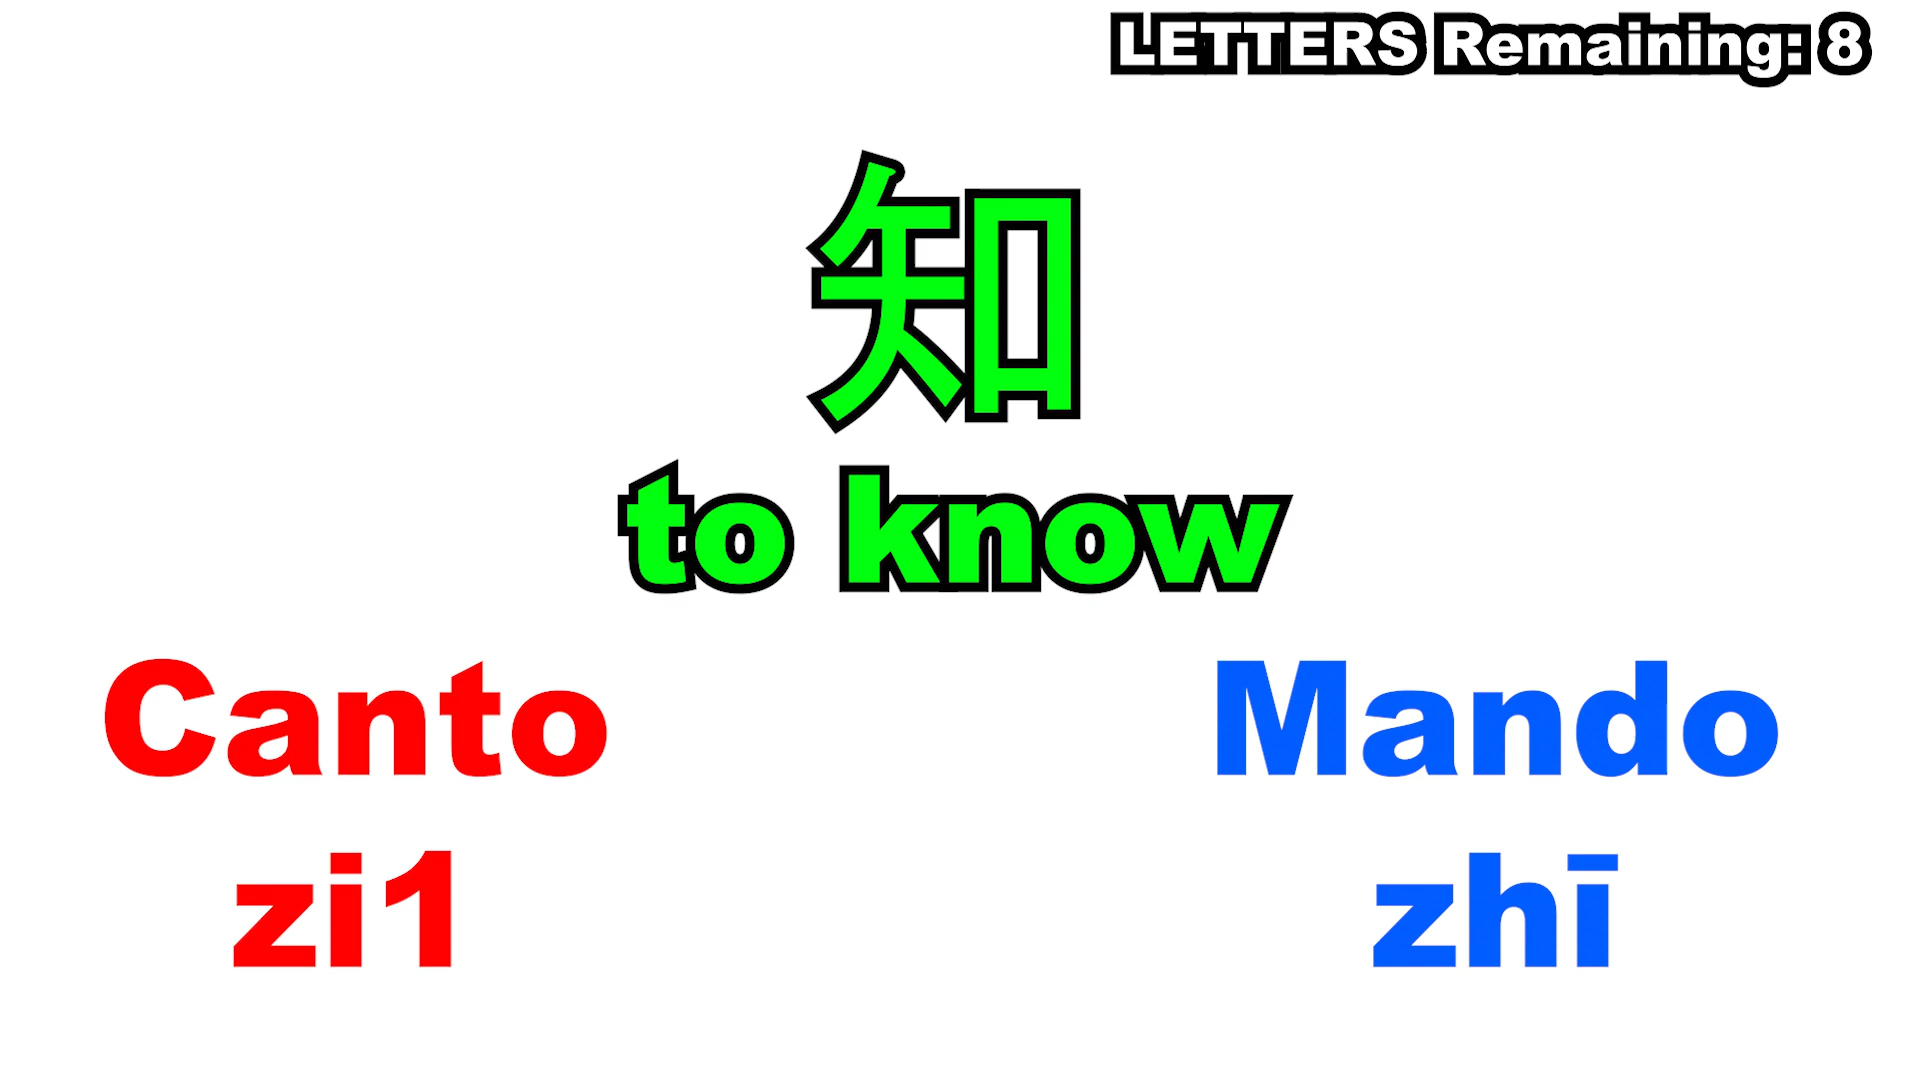 LETTERS Remaining: 8
知
to know
Canto
Mando
zi1
zhī